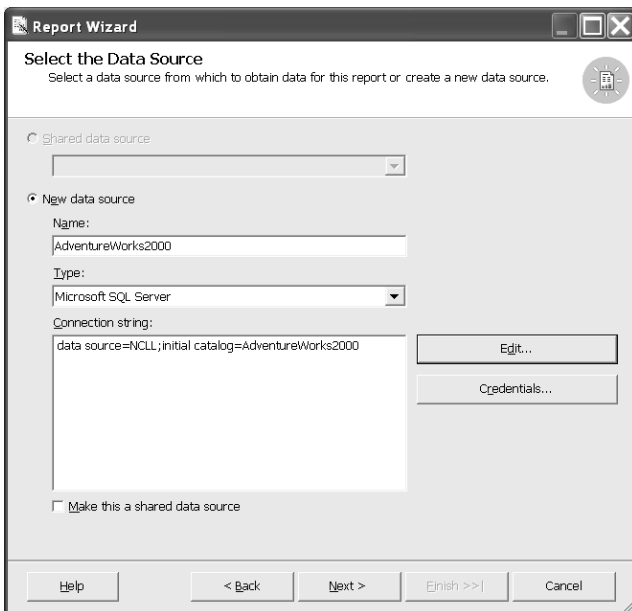 Report Wizard
Select the Data Source
Select a data source from which to obtain data for this report or create a new data source.
Shared data source
New data source
Name:
AdventureWorks2000
Type:
Microsoft SQL Server
Connection string:
data source=NCLL;initial catalog=AdventureWorks2000
Edit...
Credentials...
Make this a shared data source
Help
< Back
Next >
Finish >>|
Cancel